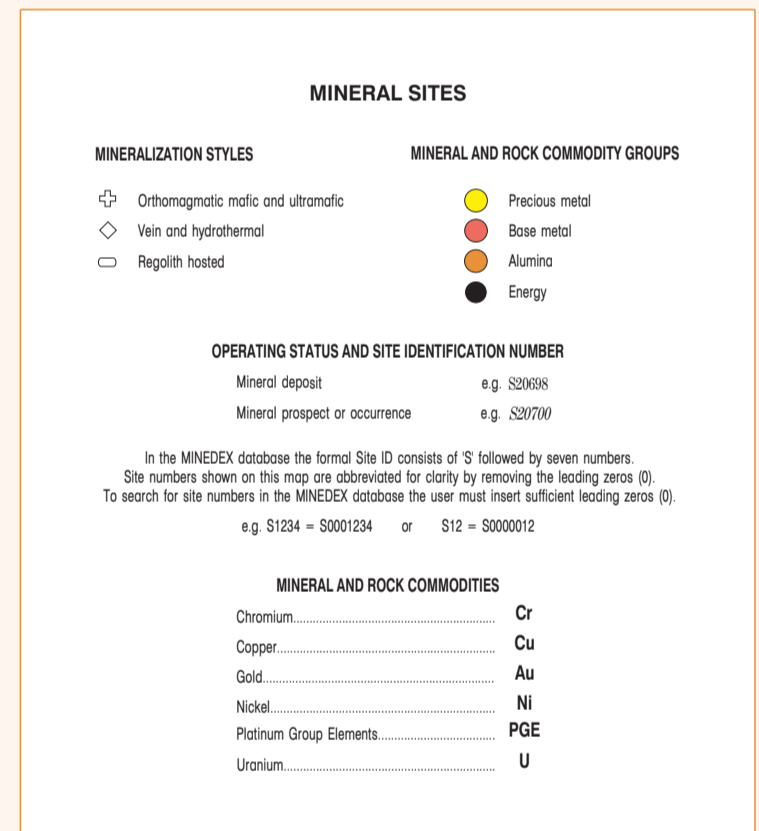 MINERAL SITES
MINERALIZATION STYLES
Orthomagmatic mafic and ultramafic
Vein and hydrothermal
Regolith hosted
MINERAL AND ROCK COMMODITY GROUPS
Precious metal
Base metal
Alumina
Energy
OPERATING STATUS AND SITE IDENTIFICATION NUMBER
Mineral deposit e.g. S20698
Mineral prospect or occurrence e.g. S20700
In the MINEDEX database the formal Site ID consists of 'S' followed by seven numbers.
Site numbers shown on this map are abbreviated for clarity by removing the leading zeros (0).
To search for site numbers in the MINEDEX database the user must insert sufficient leading zeros (0).
e.g. S1234 = S0001234 or S12 = S0000012
MINERAL AND ROCK COMMODITIES
Chromium.............................................................. Cr
Copper................................................................... Cu
Gold....................................................................... Au
Nickel..................................................................... Ni
Platinum Group Elements.................................... PGE
Uranium................................................................. U